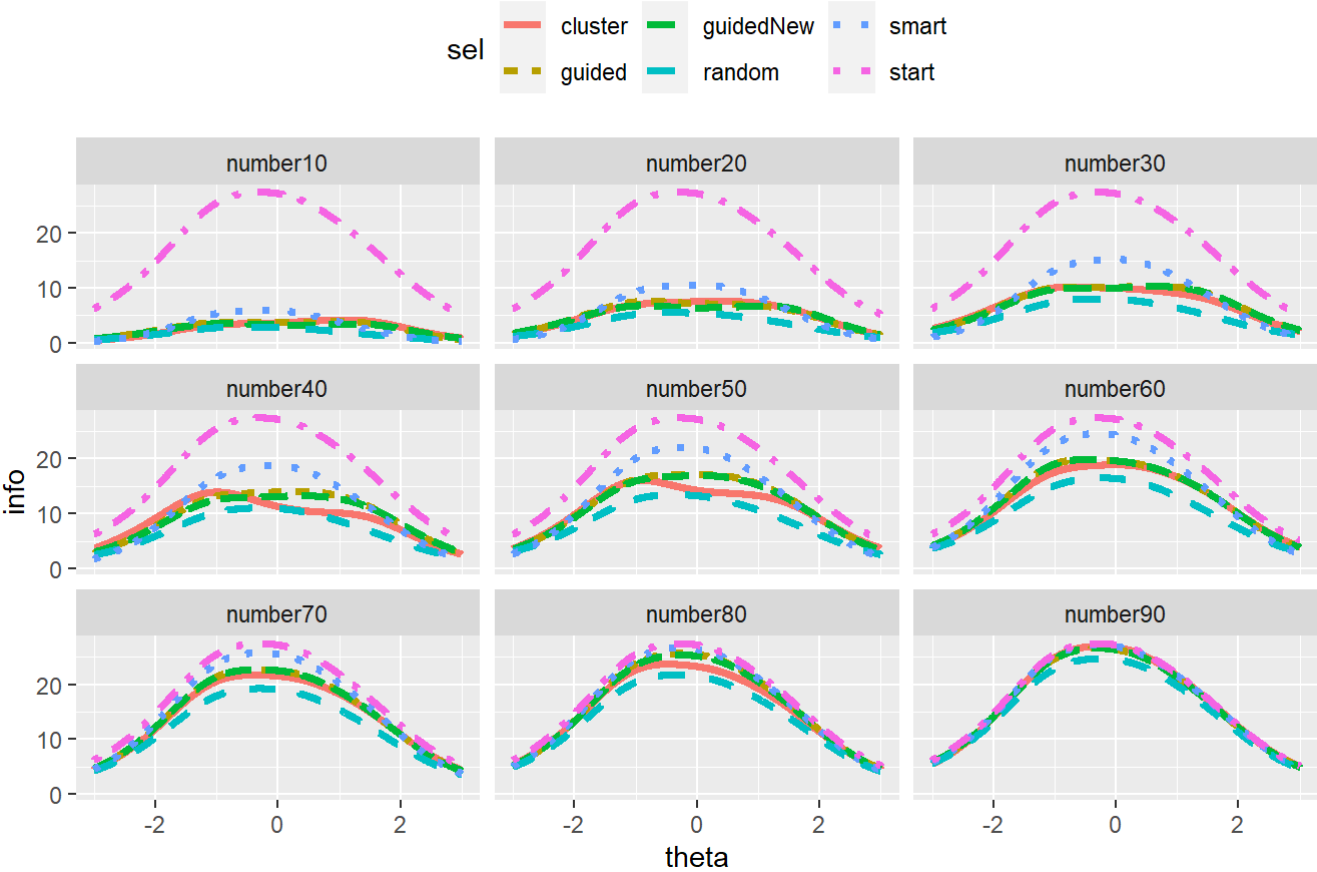 sel cluster guidedNew smart
guided random start
number10 number20 number30
20
10
0
number40 number50 number60
20
10
0
info
number70 number80 number90
20
10
0
-2 0 2 -2 0 2 -2 0 2
theta